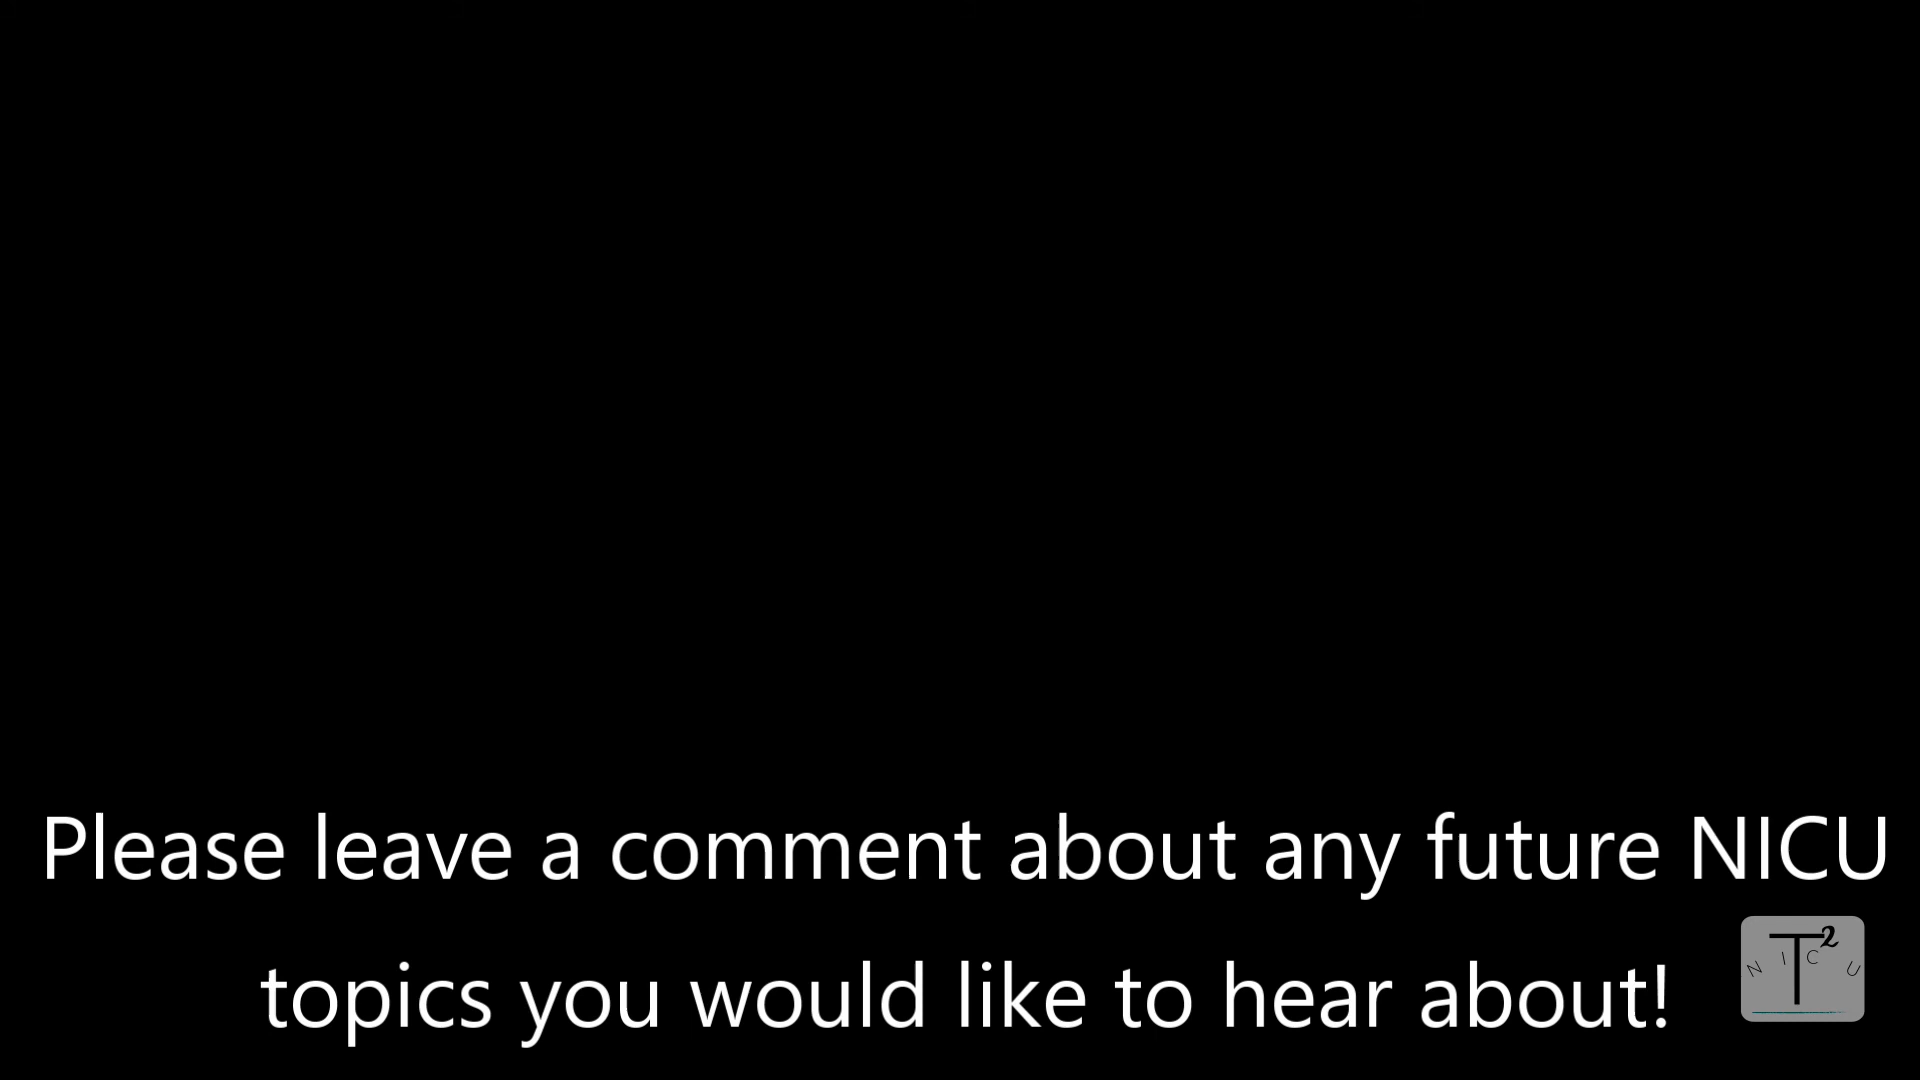 Please leave a comment about any future NICU
topics you would like to hear about!
T2
N I C U